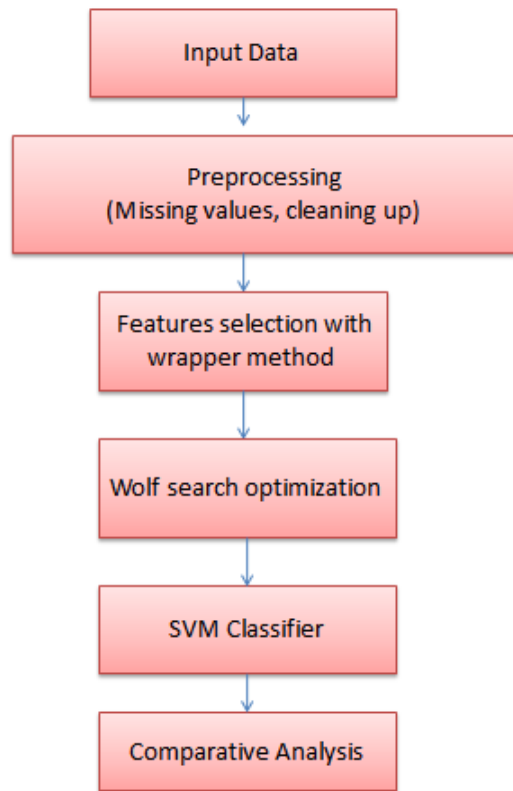 Input Data
Preprocessing
(Missing values, cleaning up)
Features selection with
wrapper method
Wolf search optimization
SVM Classifier
Comparative Analysis